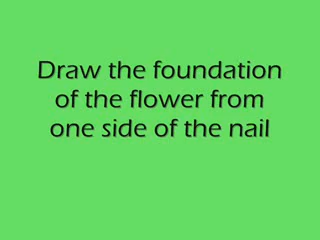 Draw the foundation
of the flower from
one side of the nail